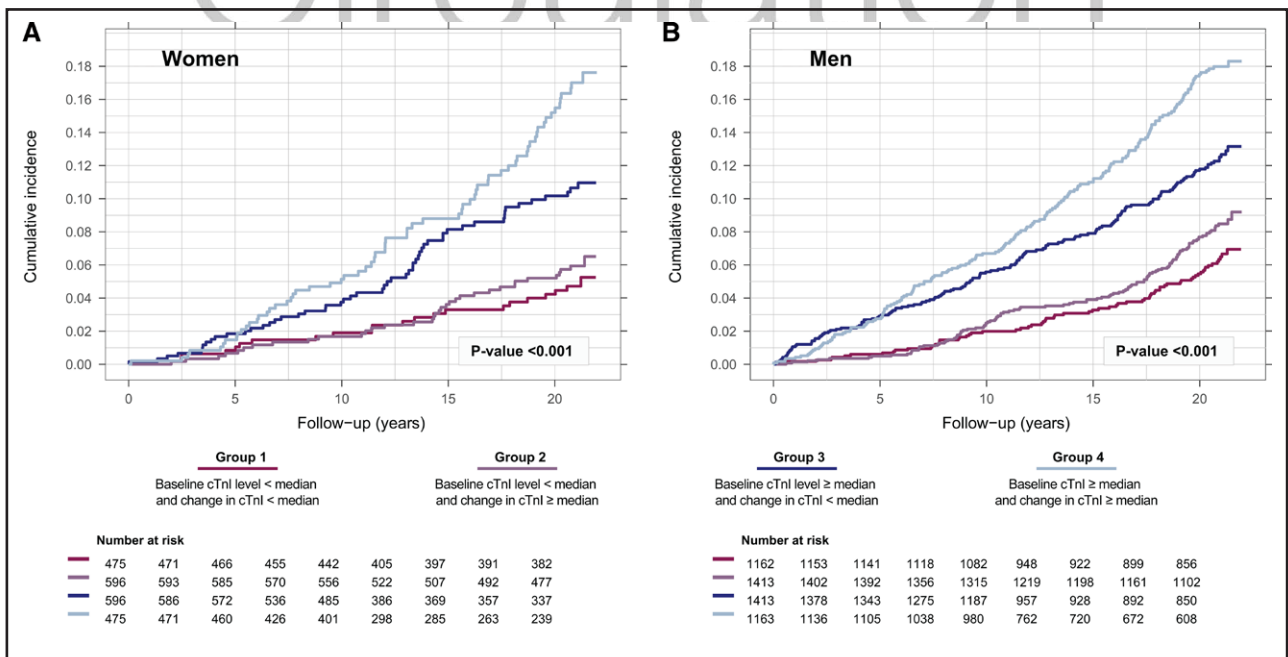 Circulation
A
Women
0.18
0.16
0.14
0.12
0.10
0.08
0.06
0.04
0.02
0.00
Cumulative incidence
P-value <0.001
0 5 10 15 20
Follow-up (years)
B
Men
0.18
0.16
0.14
0.12
0.10
0.08
0.06
0.04
0.02
0.00
Cumulative incidence
P-value <0.001
0 5 10 15 20
Follow-up (years)
Group 1
Baseline cTnI level < median
and change in cTnI < median
Group 2
Baseline cTnI level < median
and change in cTnI ≥ median
Group 3
Baseline cTnI level ≥ median
and change in cTnI < median
Group 4
Baseline cTnI ≥ median
and change in cTnI ≥ median
Number at risk
475 471 466 455 442 405 397 391 382
596 593 585 570 556 522 507 492 477
596 586 572 536 485 386 369 357 337
475 471 460 426 401 298 285 263 239
Number at risk
1162 1153 1141 1118 1082 948 922 899 856
1413 1402 1392 1356 1315 1219 1198 1161 1102
1413 1378 1343 1275 1187 957 928 892 850
1163 1136 1105 1038 980 762 720 672 608